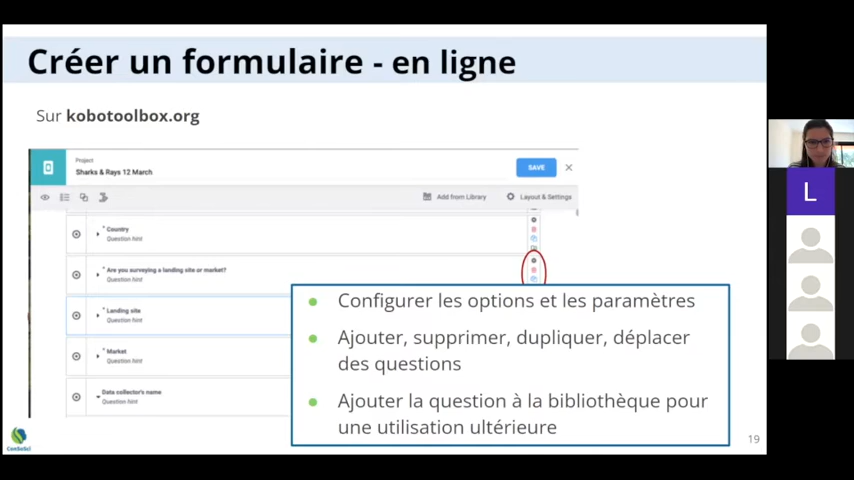 Créer un formulaire - en ligne
Sur kobotoolbox.org
Project
Sharks & Rays 12 March
SAVE
Add from Library
Layout & Settings
* Country
Question hint
* Are you surveying a landing site or market?
Question hint
* Landing site
Question hint
* Market
Question hint
Data collector's name
Question hint
Configurer les options et les paramètres
Ajouter, supprimer, dupliquer, déplacer
des questions
Ajouter la question à la bibliothèque pour
une utilisation ultérieure
ConSoSci
19
L